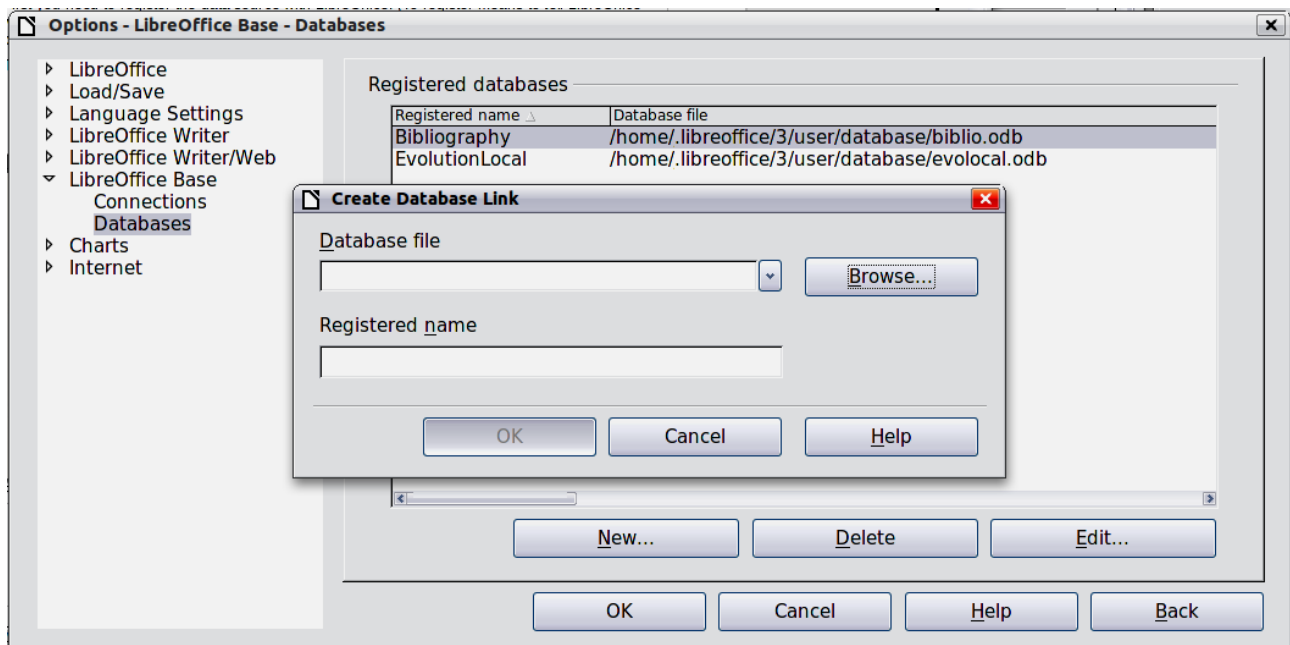 Options - LibreOffice Base - Databases
LibreOffice
Load/Save
Language Settings
LibreOffice Writer
LibreOffice Writer/Web
LibreOffice Base
Connections
Databases
Charts
Internet
Registered databases
Registered name Database file
Bibliography /home/.libreoffice/3/user/database/biblio.odb
EvolutionLocal /home/.libreoffice/3/user/database/evolocal.odb
Create Database Link
Database file
Browse...
Registered name
OK Cancel Help
New... Delete Edit...
OK Cancel Help Back